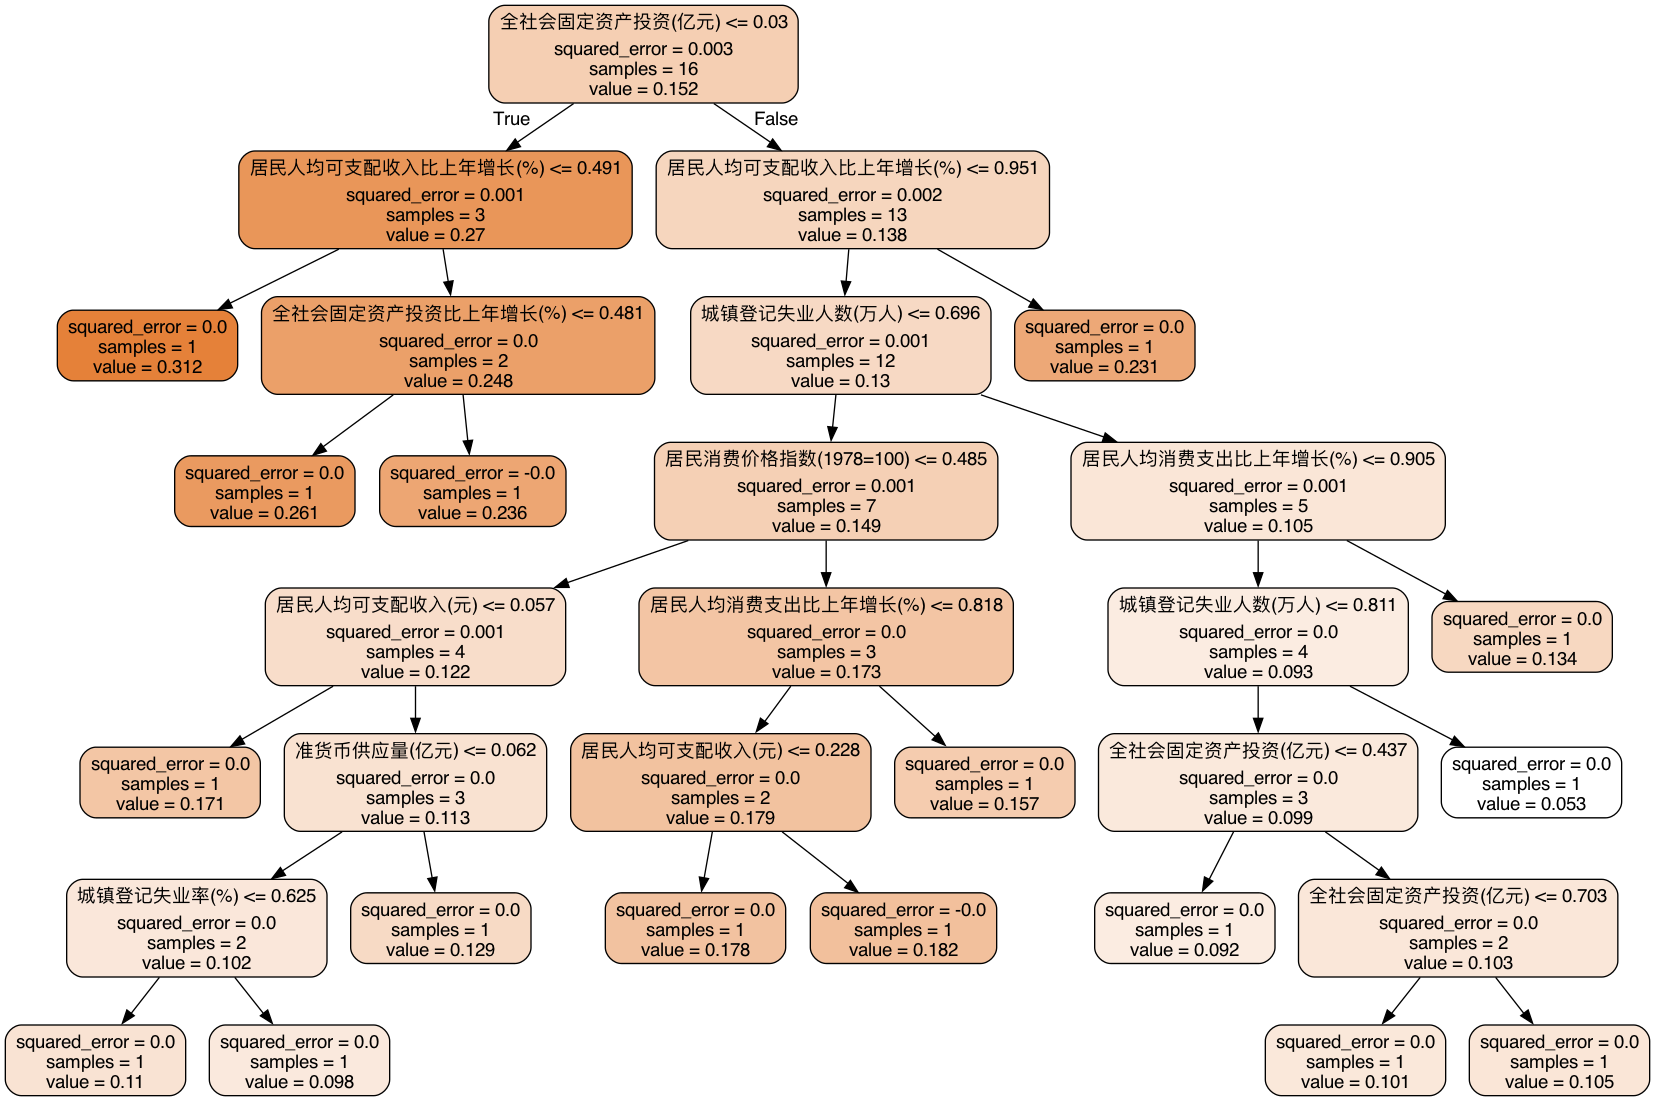 全社会固定资产投资(亿元) <= 0.03
squared_error = 0.003
samples = 16
value = 0.152
True
False
居民人均可支配收入比上年增长(%) <= 0.491
squared_error = 0.001
samples = 3
value = 0.27
居民人均可支配收入比上年增长(%) <= 0.951
squared_error = 0.002
samples = 13
value = 0.138
squared_error = 0.0
samples = 1
value = 0.312
全社会固定资产投资比上年增长(%) <= 0.481
squared_error = 0.0
samples = 2
value = 0.248
城镇登记失业人数(万人) <= 0.696
squared_error = 0.001
samples = 12
value = 0.13
squared_error = 0.0
samples = 1
value = 0.231
squared_error = 0.0
samples = 1
value = 0.261
squared_error = -0.0
samples = 1
value = 0.236
居民消费价格指数(1978=100) <= 0.485
squared_error = 0.001
samples = 7
value = 0.149
居民人均消费支出比上年增长(%) <= 0.905
squared_error = 0.001
samples = 5
value = 0.105
居民人均可支配收入(元) <= 0.057
squared_error = 0.001
samples = 4
value = 0.122
居民人均消费支出比上年增长(%) <= 0.818
squared_error = 0.0
samples = 3
value = 0.173
城镇登记失业人数(万人) <= 0.811
squared_error = 0.0
samples = 4
value = 0.093
squared_error = 0.0
samples = 1
value = 0.134
squared_error = 0.0
samples = 1
value = 0.171
准货币供应量(亿元) <= 0.062
squared_error = 0.0
samples = 3
value = 0.113
居民人均可支配收入(元) <= 0.228
squared_error = 0.0
samples = 2
value = 0.179
squared_error = 0.0
samples = 1
value = 0.157
全社会固定资产投资(亿元) <= 0.437
squared_error = 0.0
samples = 3
value = 0.099
squared_error = 0.0
samples = 1
value = 0.053
城镇登记失业率(%) <= 0.625
squared_error = 0.0
samples = 2
value = 0.102
squared_error = 0.0
samples = 1
value = 0.129
squared_error = 0.0
samples = 1
value = 0.178
squared_error = -0.0
samples = 1
value = 0.182
squared_error = 0.0
samples = 1
value = 0.092
全社会固定资产投资(亿元) <= 0.703
squared_error = 0.0
samples = 2
value = 0.103
squared_error = 0.0
samples = 1
value = 0.11
squared_error = 0.0
samples = 1
value = 0.098
squared_error = 0.0
samples = 1
value = 0.101
squared_error = 0.0
samples = 1
value = 0.105